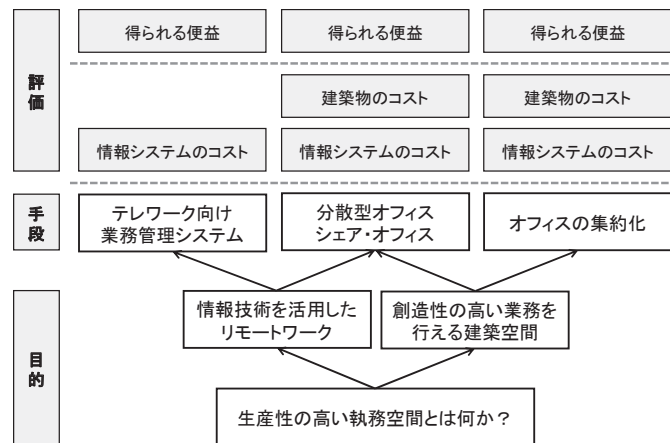 評価
得られる便益
得られる便益
得られる便益
建築物のコスト
建築物のコスト
情報システムのコスト
情報システムのコスト
情報システムのコスト
手段
テレワーク向け
業務管理システム
分散型オフィス
シェア・オフィス
オフィスの集約化
目的
情報技術を活用した
リモートワーク
創造性の高い業務を
行える建築空間
生産性の高い執務空間とは何か？